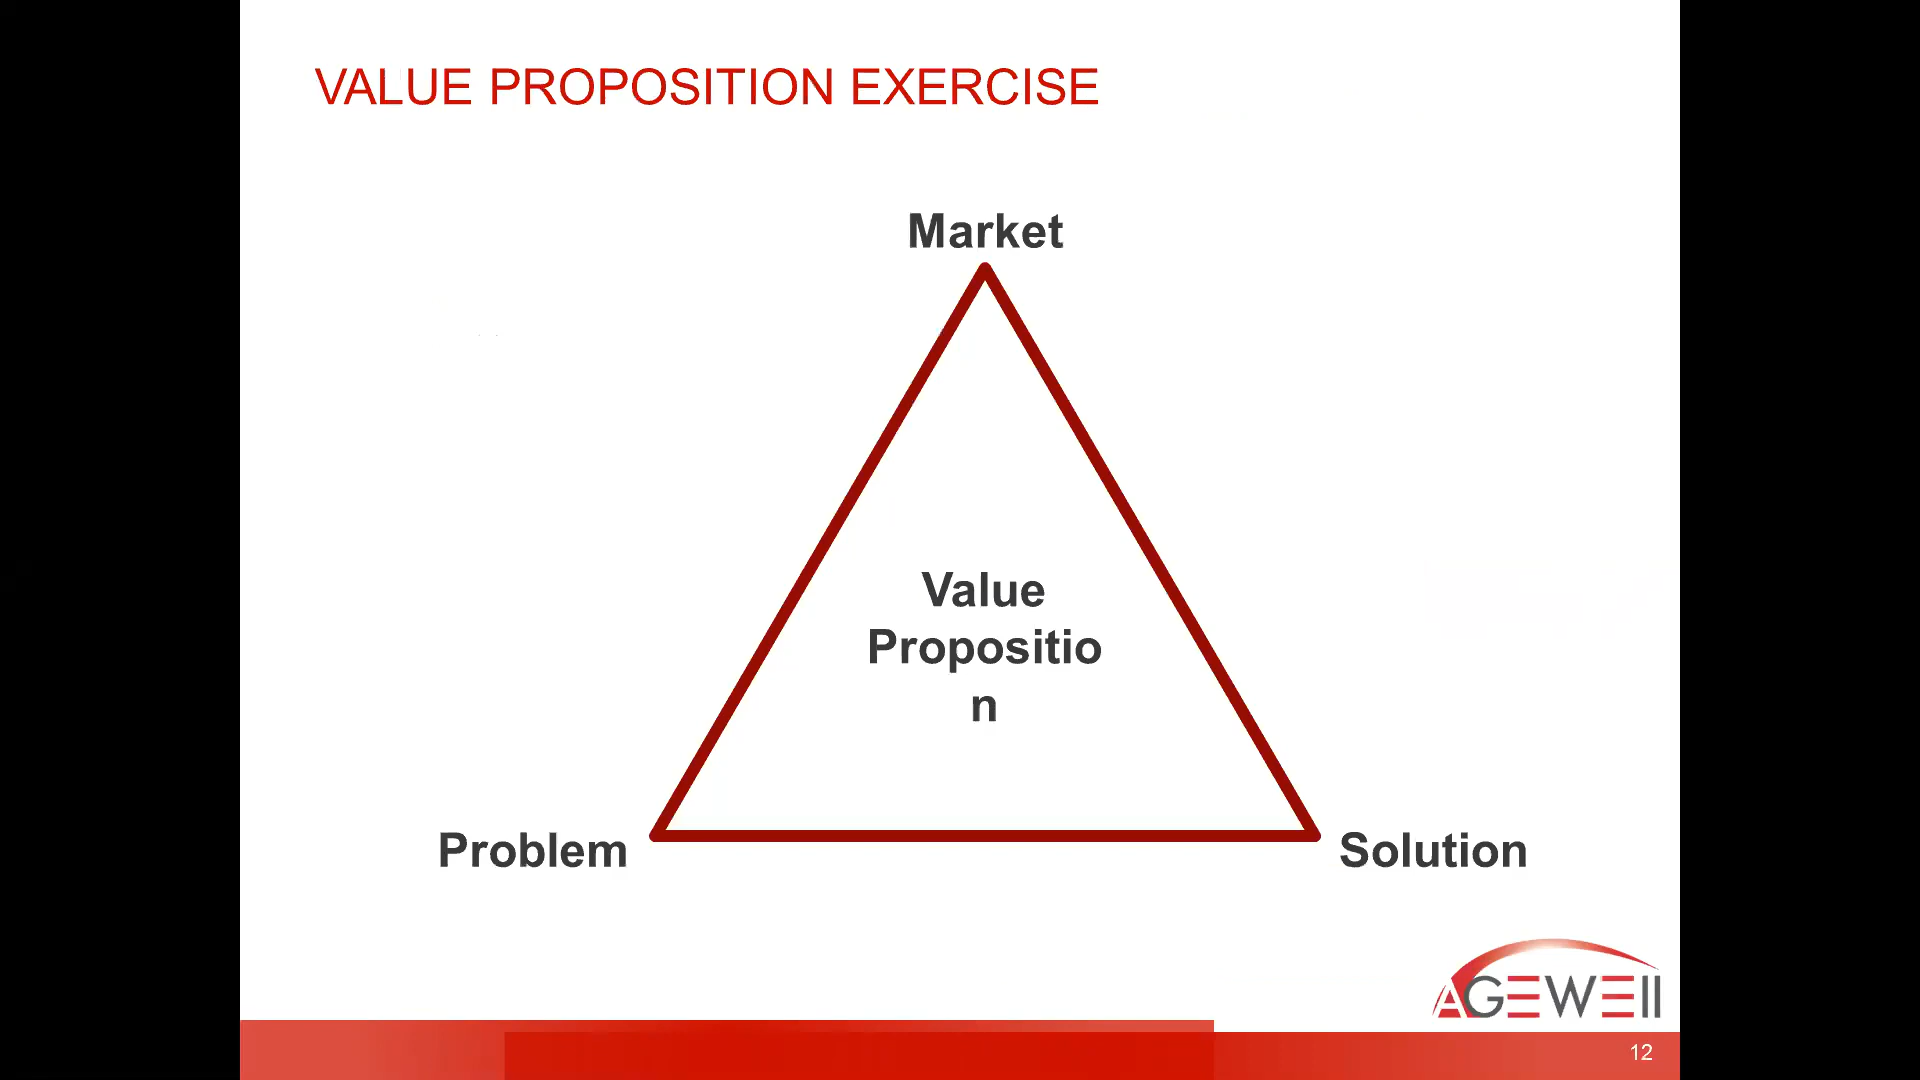 VALUE PROPOSITION EXERCISE
Market
Value
Propositio
n
Problem
Solution
AGEWEll
12